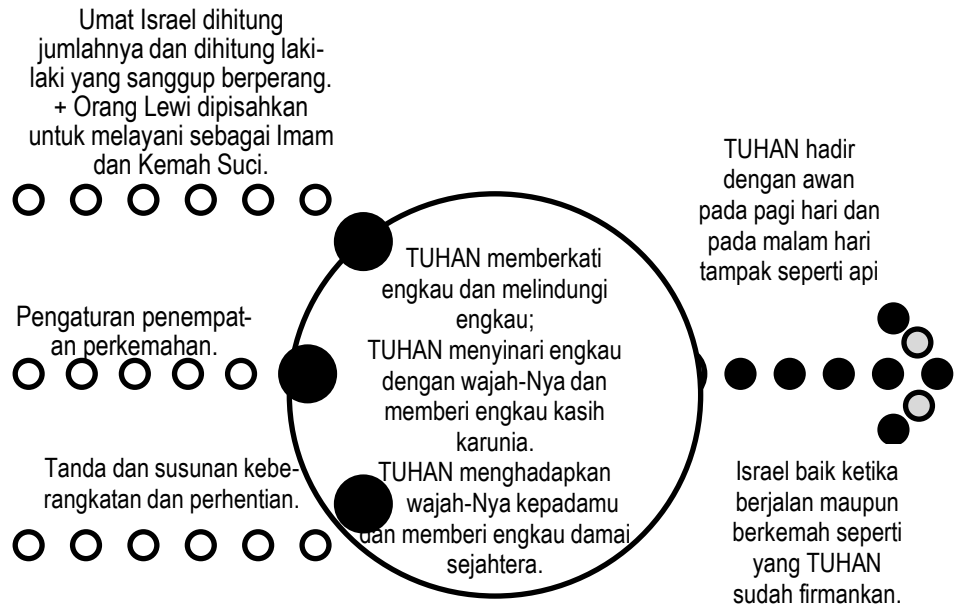 Umat Israel dihitung
jumlahnya dan dihitung laki-
laki yang sanggup berperang.
+ Orang Lewi dipisahkan
untuk melayani sebagai Imam
dan Kemah Suci.
Pengaturan penempat-
an perkemahan.
Tanda dan susunan kebe-
rangkatan dan perhentian.
TUHAN memberkati
engkau dan melindungi
engkau;
TUHAN menyinari engkau
dengan wajah-Nya dan
memberi engkau kasih
karunia.
TUHAN menghadapkan
wajah-Nya kepadamu
dan memberi engkau damai
sejahtera.
TUHAN hadir
dengan awan
pada pagi hari dan
pada malam hari
tampak seperti api
Israel baik ketika
berjalan maupun
berkemah seperti
yang TUHAN
sudah firmankan.